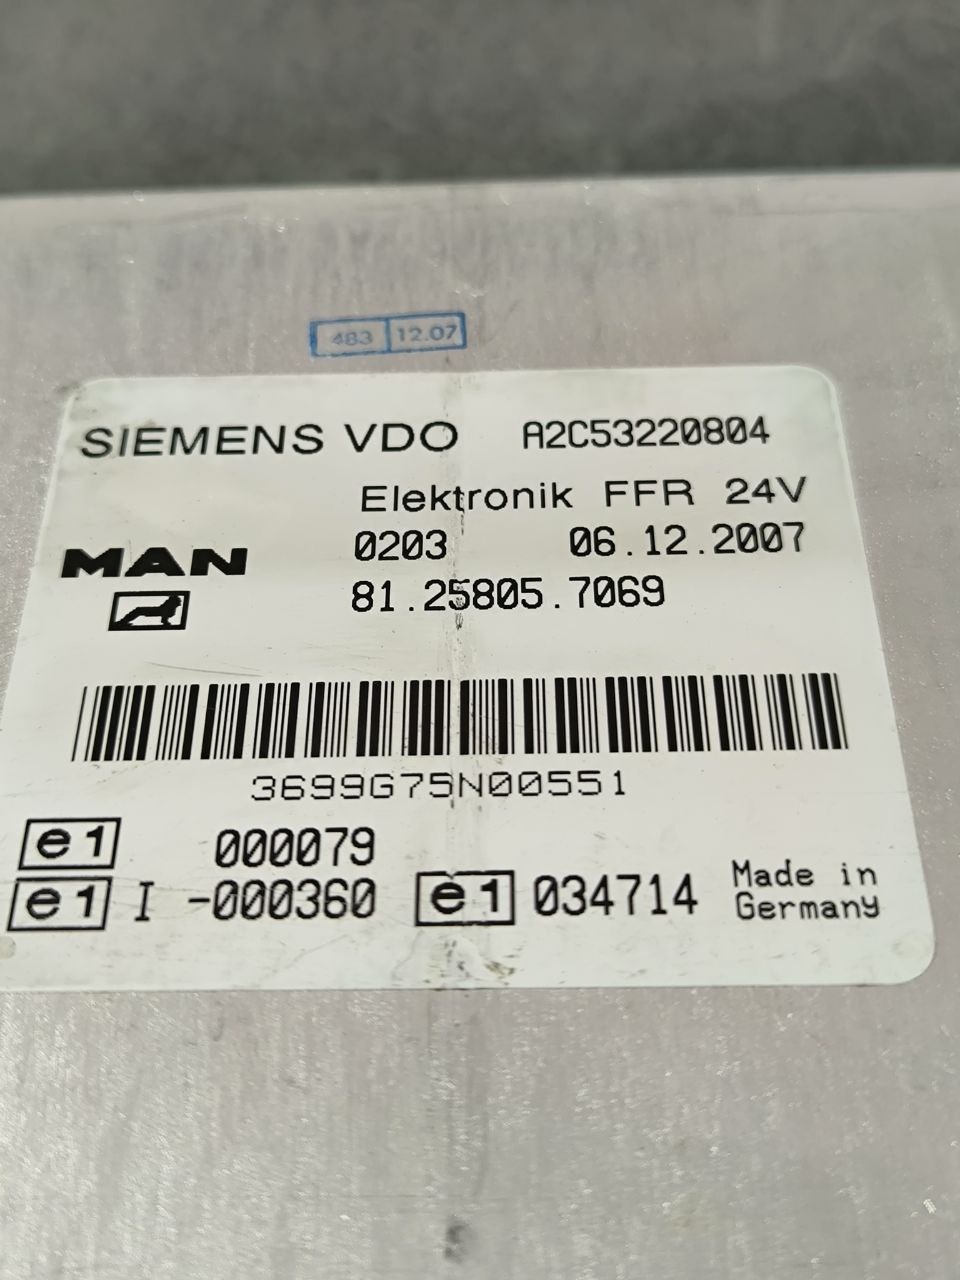 483 12.07
SIEMENS VDO A2C53220804
Elektronik FFR 24V
MAN 0203 06.12.2007
81.25805.7069
3699G75N00551
e1 000079
e1 I -000360 e1 034714 Made in
Germany